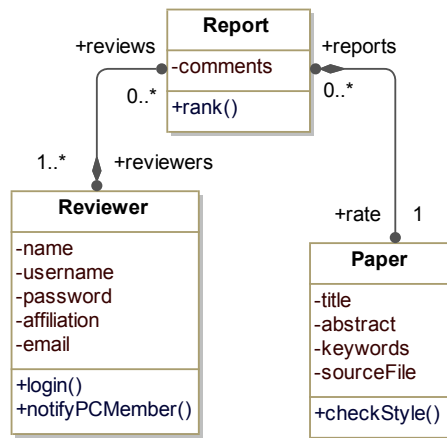 Report
-comments
+rank()
+reviews
0..*
+reports
0..*
1..*
+reviewers
+rate
1
Reviewer
-name
-username
-password
-affiliation
-email
+login()
+notifyPCMember()
Paper
-title
-abstract
-keywords
-sourceFile
+checkStyle()